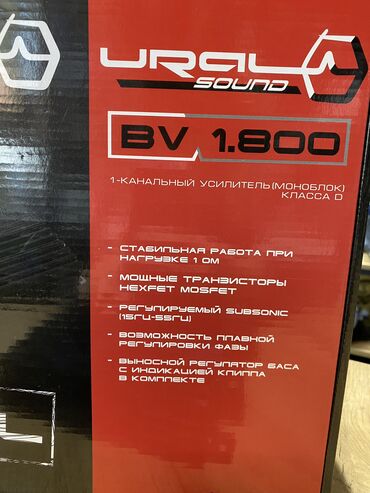 URAL
SOUND
BV 1.800
1-КАНАЛЬНЫЙ УСИЛИТЕЛЬ(МОНОБЛОК)
КЛАССА D
- СТАБИЛЬНАЯ РАБОТА ПРИ
НАГРУЗКЕ 1 ОМ
- МОЩНЫЕ ТРАНЗИСТОРЫ
HEXFET MOSFET
- РЕГУЛИРУЕМЫЙ SUBSONIC
(15ГЦ-55ГЦ)
- ВОЗМОЖНОСТЬ ПЛАВНОЙ
РЕГУЛИРОВКИ ФАЗЫ
- ВЫНОСНОЙ РЕГУЛЯТОР БАСА
С ИНДИКАЦИЕЙ КЛИППА
В КОМПЛЕКТЕ